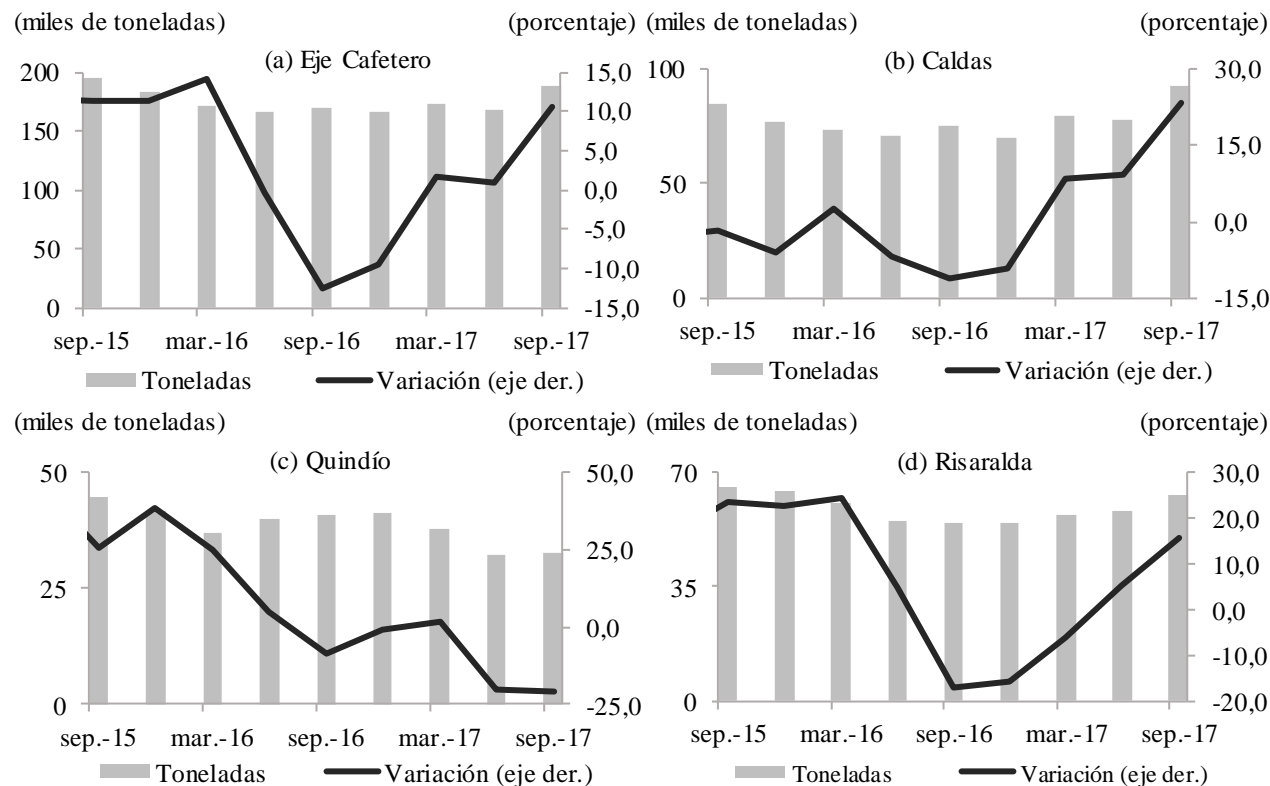 (miles de toneladas) (porcentaje) (miles de toneladas) (porcentaje)
(a) Eje Cafetero
200
150
100
50
0
15,0
10,0
5,0
0,0
-5,0
-10,0
-15,0
sep.-15 mar.-16 sep.-16 mar.-17 sep.-17
Toneladas Variación (eje der.)
(b) Caldas
100
50
0
30,0
15,0
0,0
-15,0
sep.-15 mar.-16 sep.-16 mar.-17 sep.-17
Toneladas Variación (eje der.)
(miles de toneladas) (porcentaje) (miles de toneladas) (porcentaje)
(c) Quindío
50
25
0
50,0
25,0
0,0
-25,0
sep.-15 mar.-16 sep.-16 mar.-17 sep.-17
Toneladas Variación (eje der.)
(d) Risaralda
70
35
0
30,0
20,0
10,0
0,0
-10,0
-20,0
sep.-15 mar.-16 sep.-16 mar.-17 sep.-17
Toneladas Variación (eje der.)